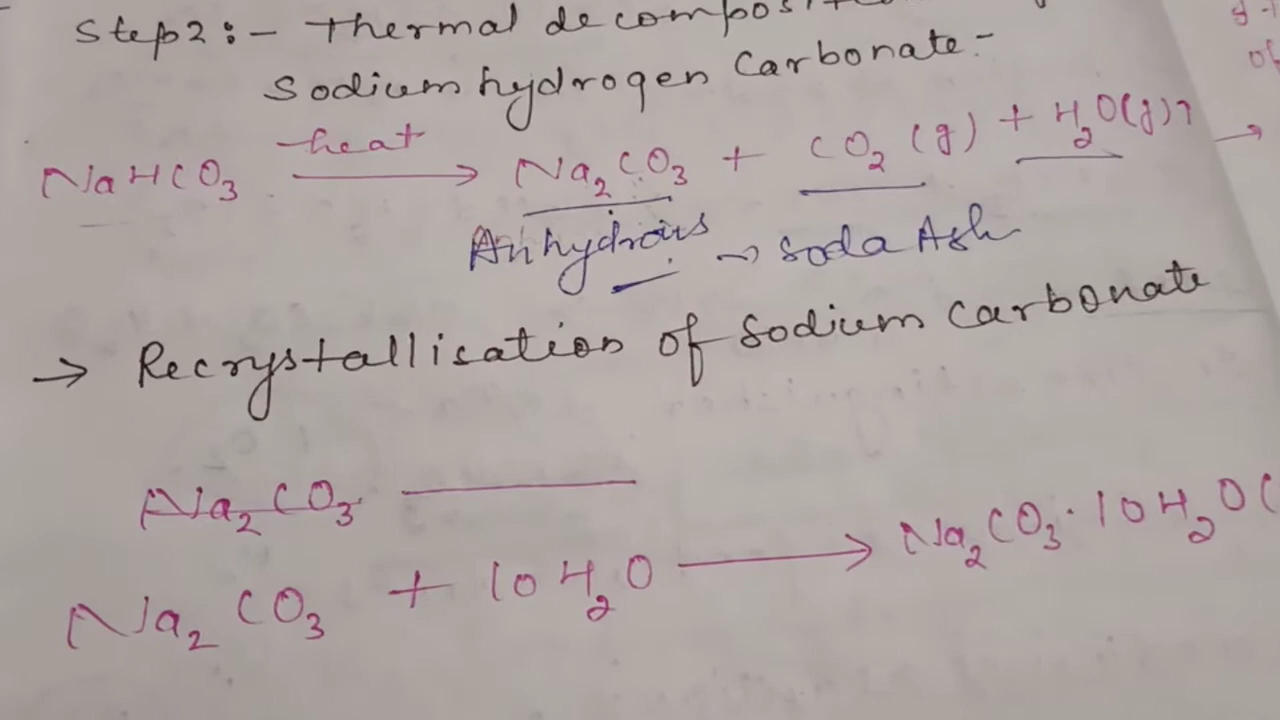 Step2:- Thermal decomposi
Sodium hydrogen Carbonate-
NaHCO₃ heat → Na₂CO₃ + CO₂(g) + H₂O(g)↑ →
Anhydrous → Soda Ash
→ Recrystallisation of Sodium Carbonate
Na₂CO₃ ———
Na₂CO₃ + 10H₂O → Na₂CO₃·10H₂O(